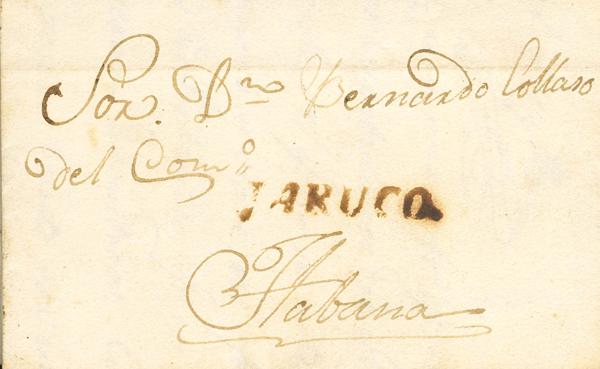 Sor. Dn Bernardo Collaso
del Como
JARUCO
Habana